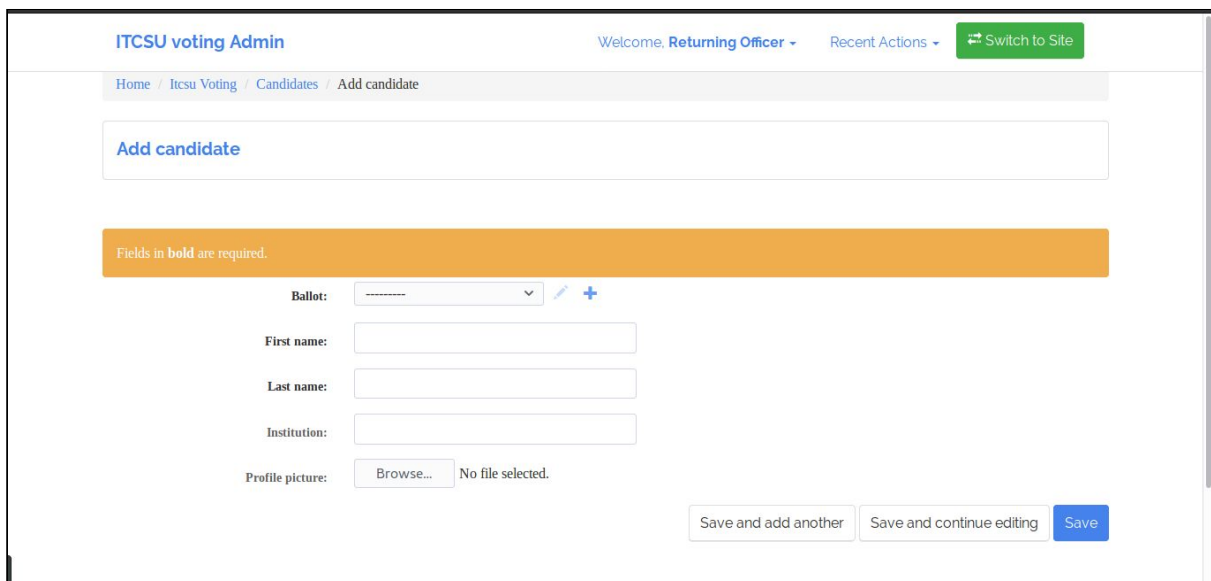 ITCSU voting Admin
Welcome, Returning Officer
Recent Actions
Switch to Site
Home / Itcsu Voting / Candidates / Add candidate
Add candidate
Fields in bold are required.
Ballot: ---------
First name:
Last name:
Institution:
Profile picture: Browse... No file selected.
Save and add another Save and continue editing Save